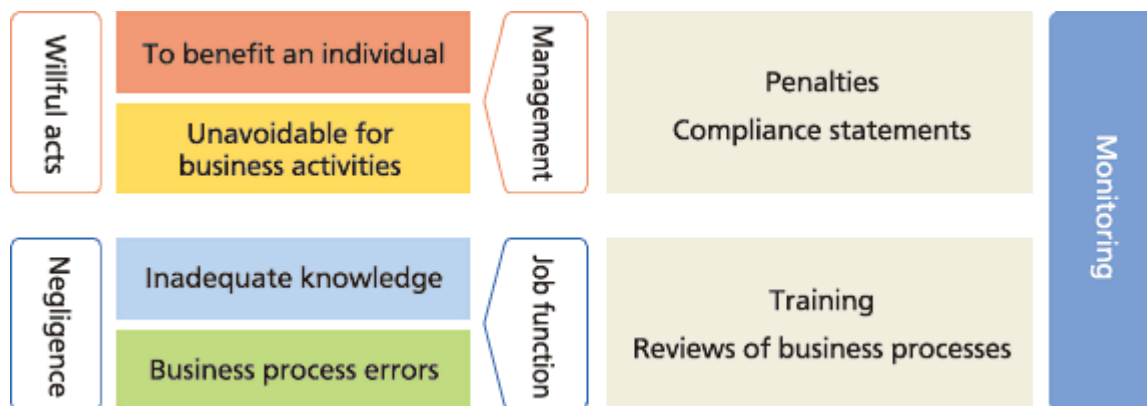 Willful acts
To benefit an individual
Unavoidable for
business activities
Management
Penalties
Compliance statements
Monitoring
Negligence
Inadequate knowledge
Business process errors
Job function
Training
Reviews of business processes